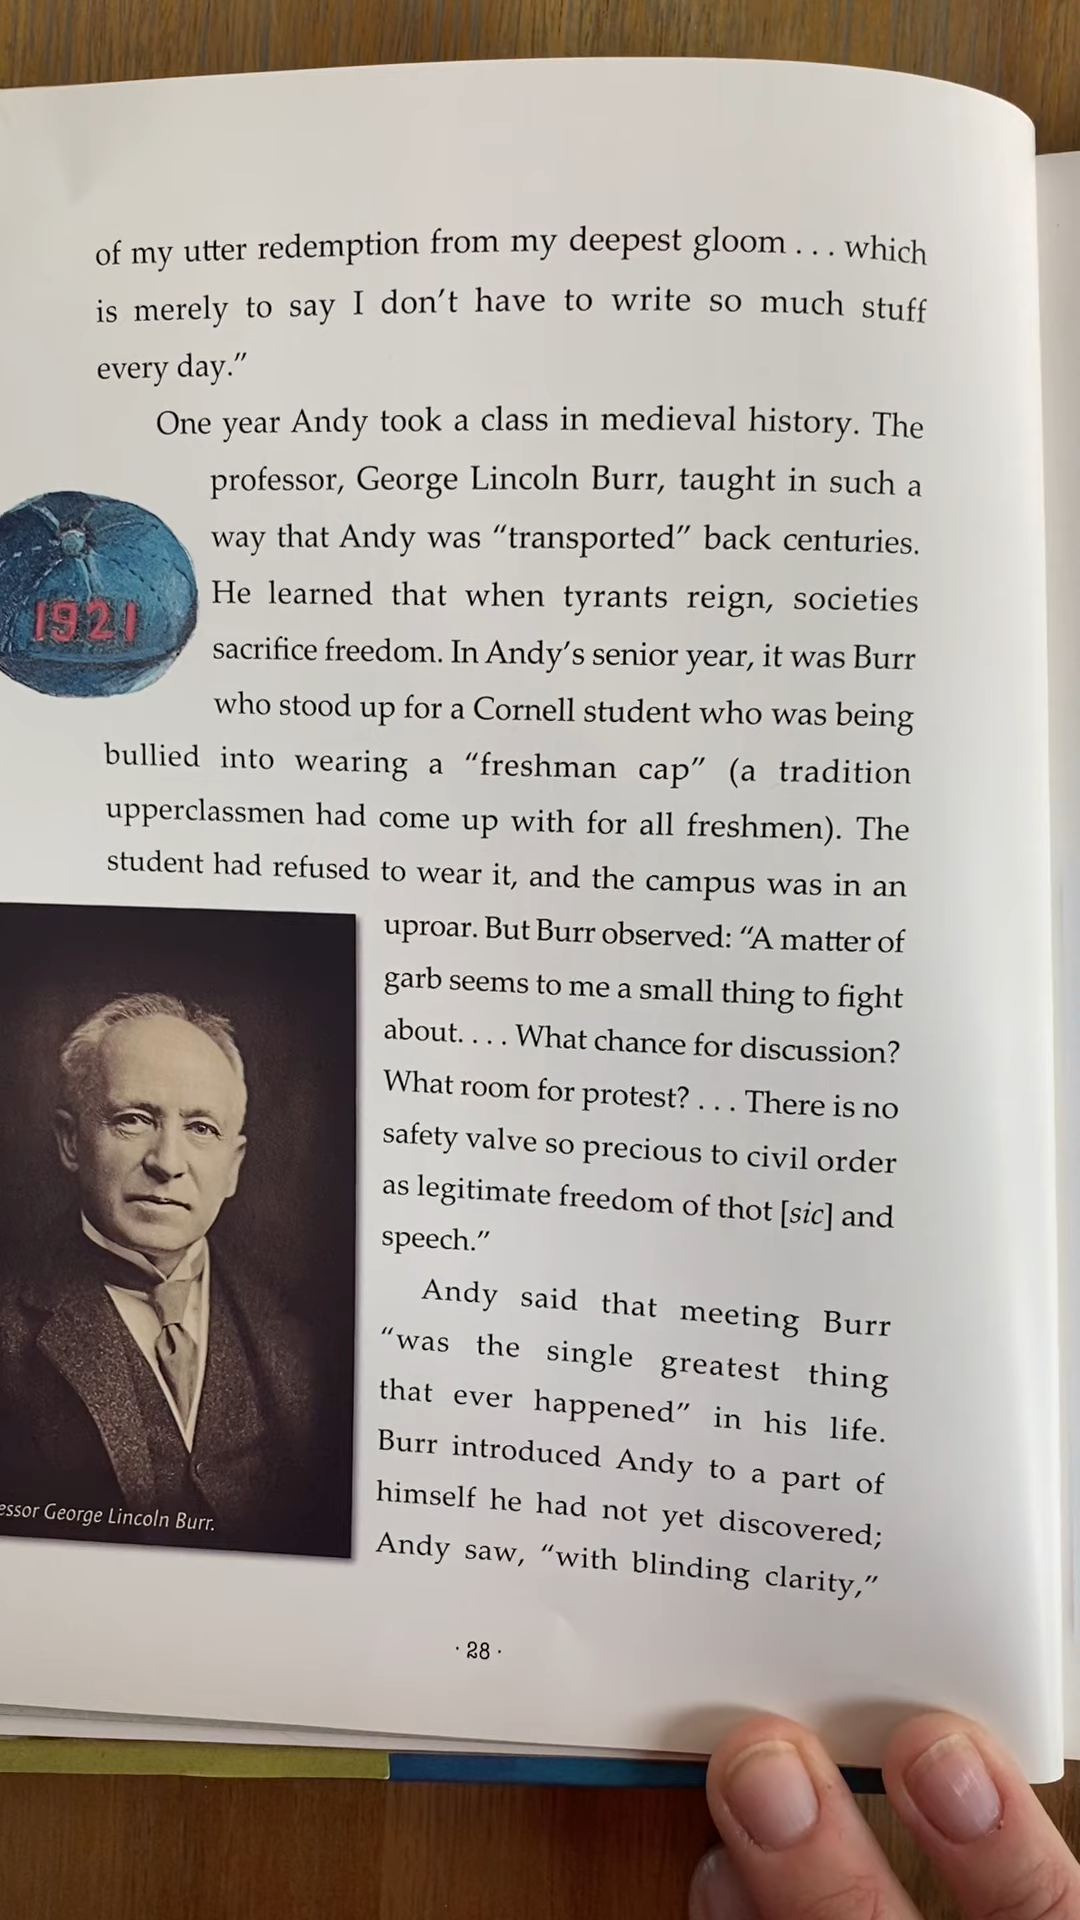 of my utter redemption from my deepest gloom . . . which
is merely to say I don’t have to write so much stuff
every day.”
One year Andy took a class in medieval history. The
professor, George Lincoln Burr, taught in such a
way that Andy was “transported” back centuries.
He learned that when tyrants reign, societies
sacrifice freedom. In Andy’s senior year, it was Burr
who stood up for a Cornell student who was being
bullied into wearing a “freshman cap” (a tradition
upperclassmen had come up with for all freshmen). The
student had refused to wear it, and the campus was in an
uproar. But Burr observed: “A matter of
garb seems to me a small thing to fight
about. . . . What chance for discussion?
What room for protest? . . . There is no
safety valve so precious to civil order
as legitimate freedom of thot [sic] and
speech.”
Andy said that meeting Burr
“was the single greatest thing
that ever happened” in his life.
Burr introduced Andy to a part of
himself he had not yet discovered;
Andy saw, “with blinding clarity,”
1921
essor George Lincoln Burr.
· 28 ·